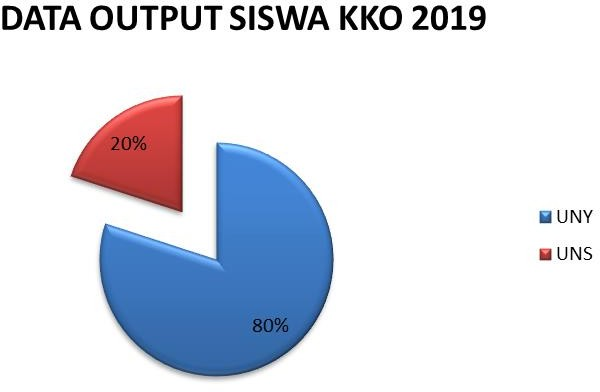 DATA OUTPUT SISWA KKO 2019
20%
UNY
UNS
80%